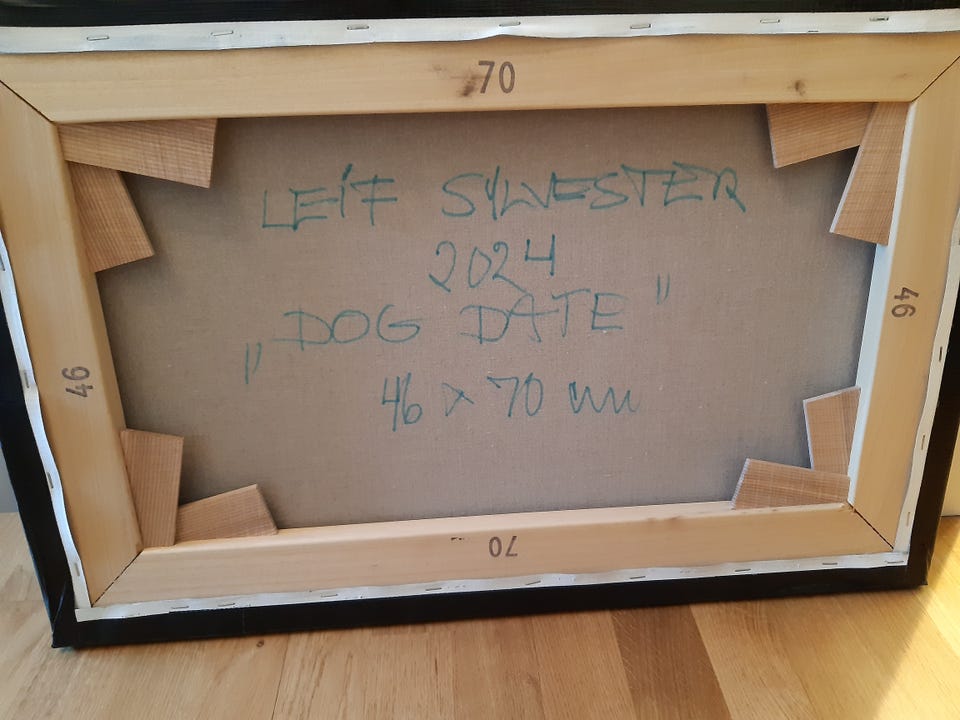 70
LEIF SYLVESTER
2024
„DOG DATE"
46 x 70 cm
46
46
70